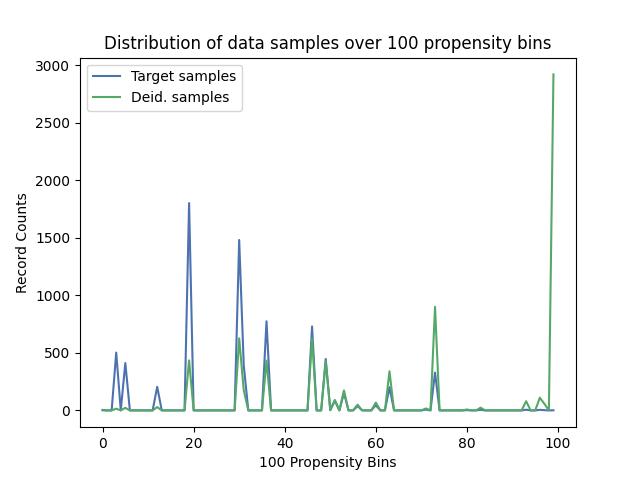 Distribution of data samples over 100 propensity bins
Target samples
Deid. samples
3000
2500
2000
1500
1000
500
0
Record Counts
0 20 40 60 80 100
100 Propensity Bins